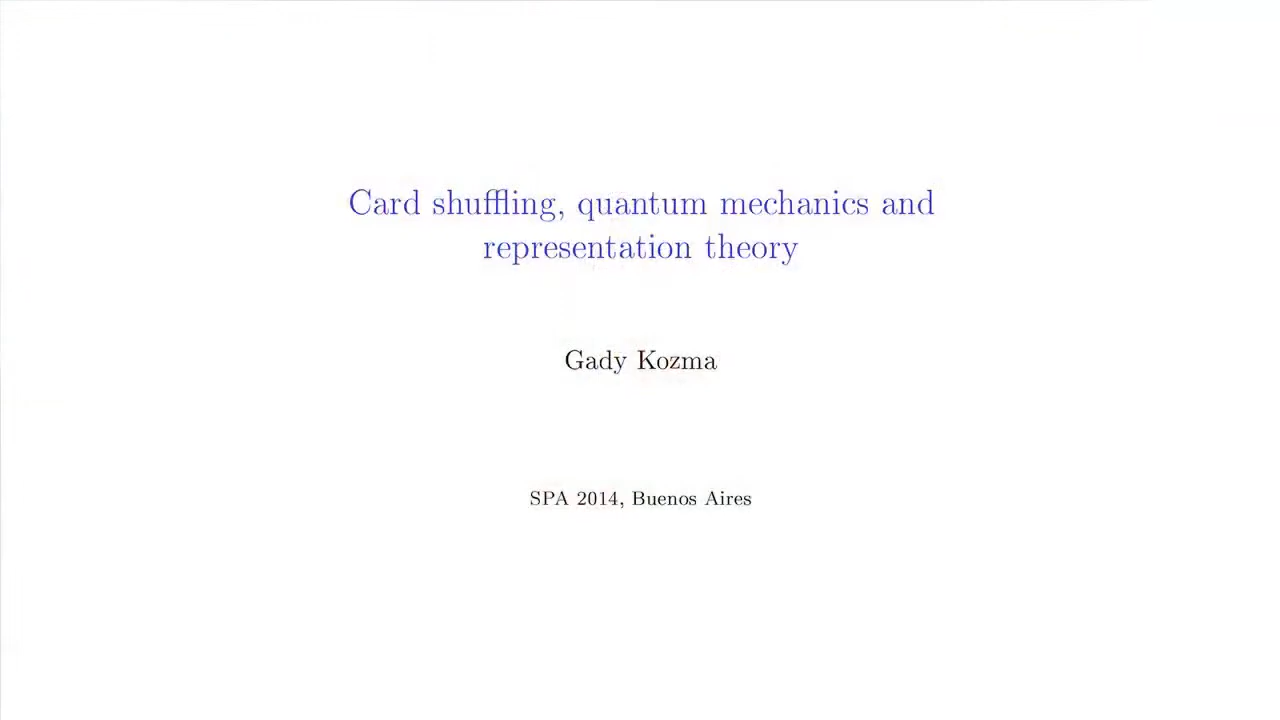 Card shuffling, quantum mechanics and
representation theory
Gady Kozma
SPA 2014, Buenos Aires